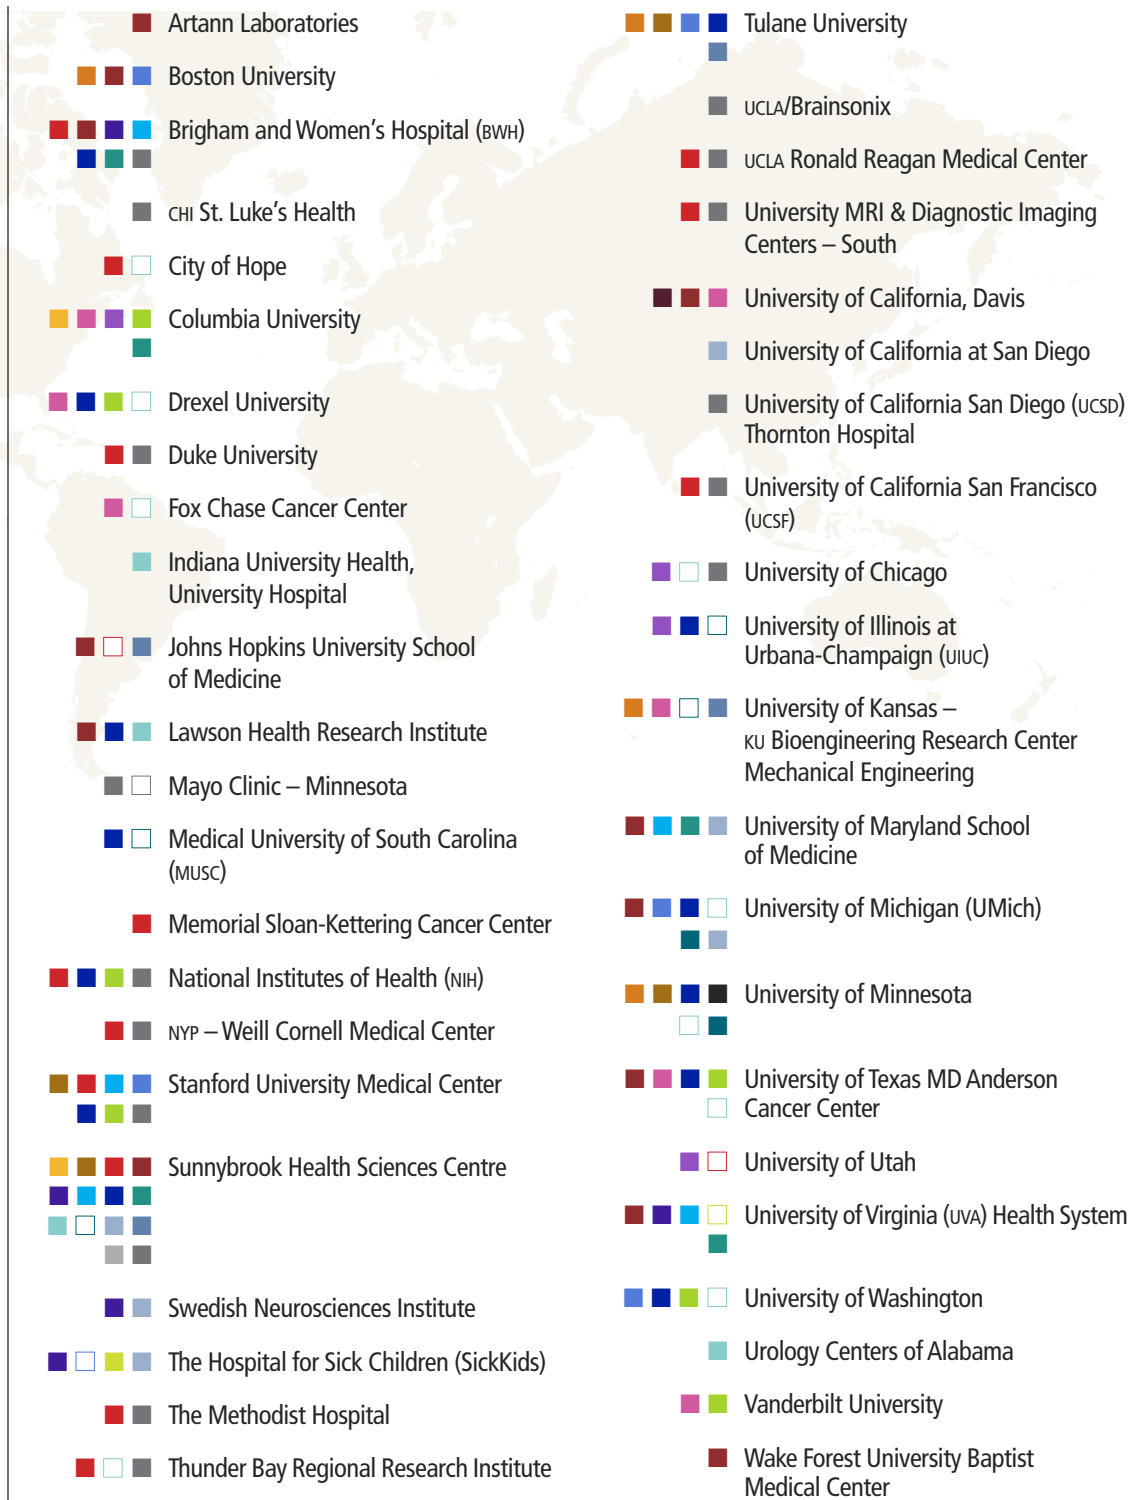 Artann Laboratories
Boston University
Brigham and Women's Hospital (BWH)
CHI St. Luke's Health
City of Hope
Columbia University
Drexel University
Duke University
Fox Chase Cancer Center
Indiana University Health,
University Hospital
Johns Hopkins University School
of Medicine
Lawson Health Research Institute
Mayo Clinic – Minnesota
Medical University of South Carolina
(MUSC)
Memorial Sloan-Kettering Cancer Center
National Institutes of Health (NIH)
NYP – Weill Cornell Medical Center
Stanford University Medical Center
Sunnybrook Health Sciences Centre
Swedish Neurosciences Institute
The Hospital for Sick Children (SickKids)
The Methodist Hospital
Thunder Bay Regional Research Institute
Tulane University
UCLA/Brainsonix
UCLA Ronald Reagan Medical Center
University MRI & Diagnostic Imaging
Centers – South
University of California, Davis
University of California at San Diego
University of California San Diego (UCSD)
Thornton Hospital
University of California San Francisco
(UCSF)
University of Chicago
University of Illinois at
Urbana-Champaign (UIUC)
University of Kansas –
KU Bioengineering Research Center
Mechanical Engineering
University of Maryland School
of Medicine
University of Michigan (UMich)
University of Minnesota
University of Texas MD Anderson
Cancer Center
University of Utah
University of Virginia (UVA) Health System
University of Washington
Urology Centers of Alabama
Vanderbilt University
Wake Forest University Baptist
Medical Center